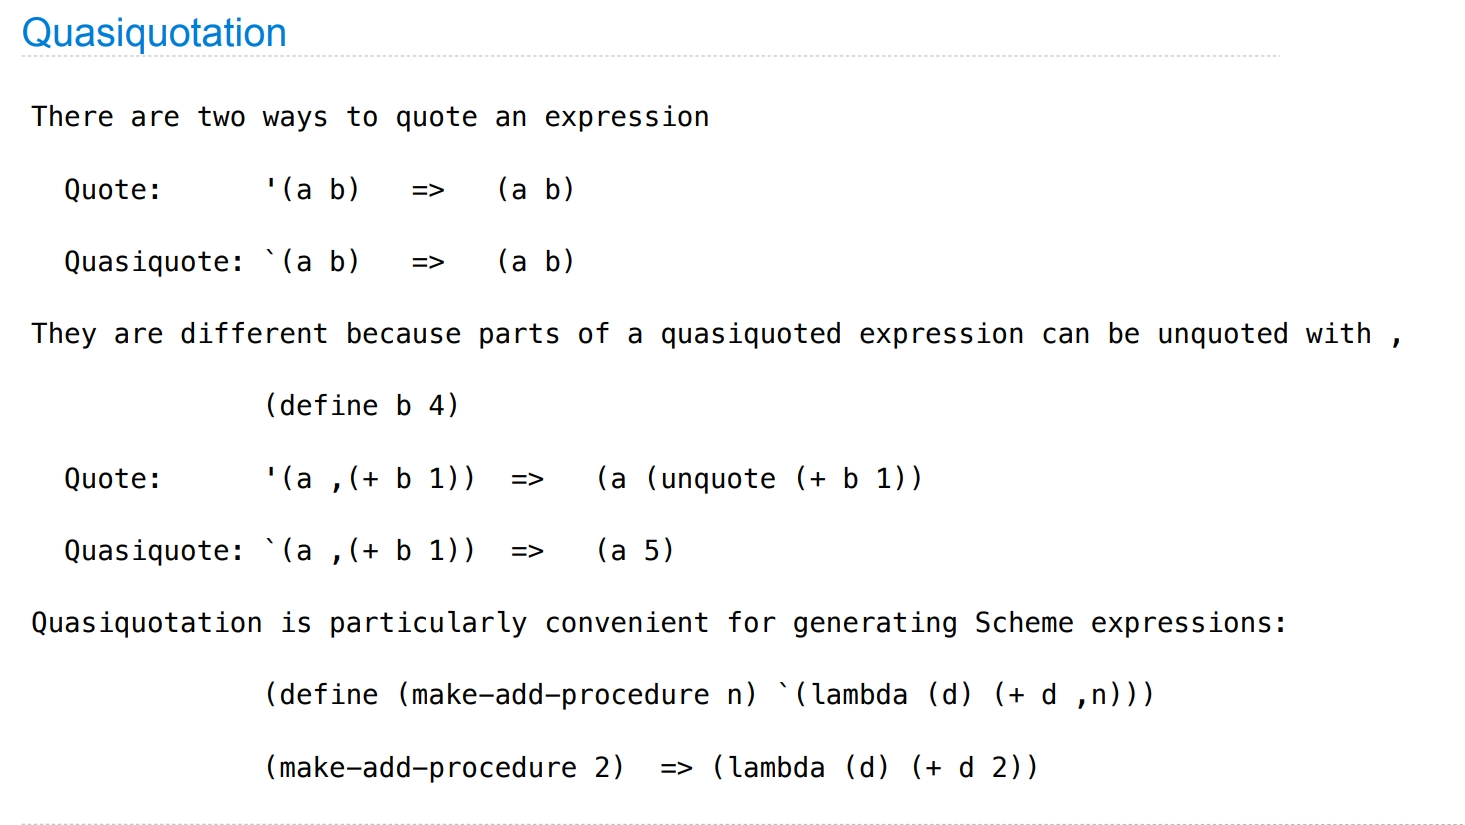 Quasiquotation
There are two ways to quote an expression
Quote: '(a b) => (a b)
Quasiquote: `(a b) => (a b)
They are different because parts of a quasiquoted expression can be unquoted with ,
(define b 4)
Quote: '(a ,(+ b 1)) => (a (unquote (+ b 1))
Quasiquote: `(a ,(+ b 1)) => (a 5)
Quasiquotation is particularly convenient for generating Scheme expressions:
(define (make-add-procedure n) `(lambda (d) (+ d ,n)))
(make-add-procedure 2) => (lambda (d) (+ d 2))